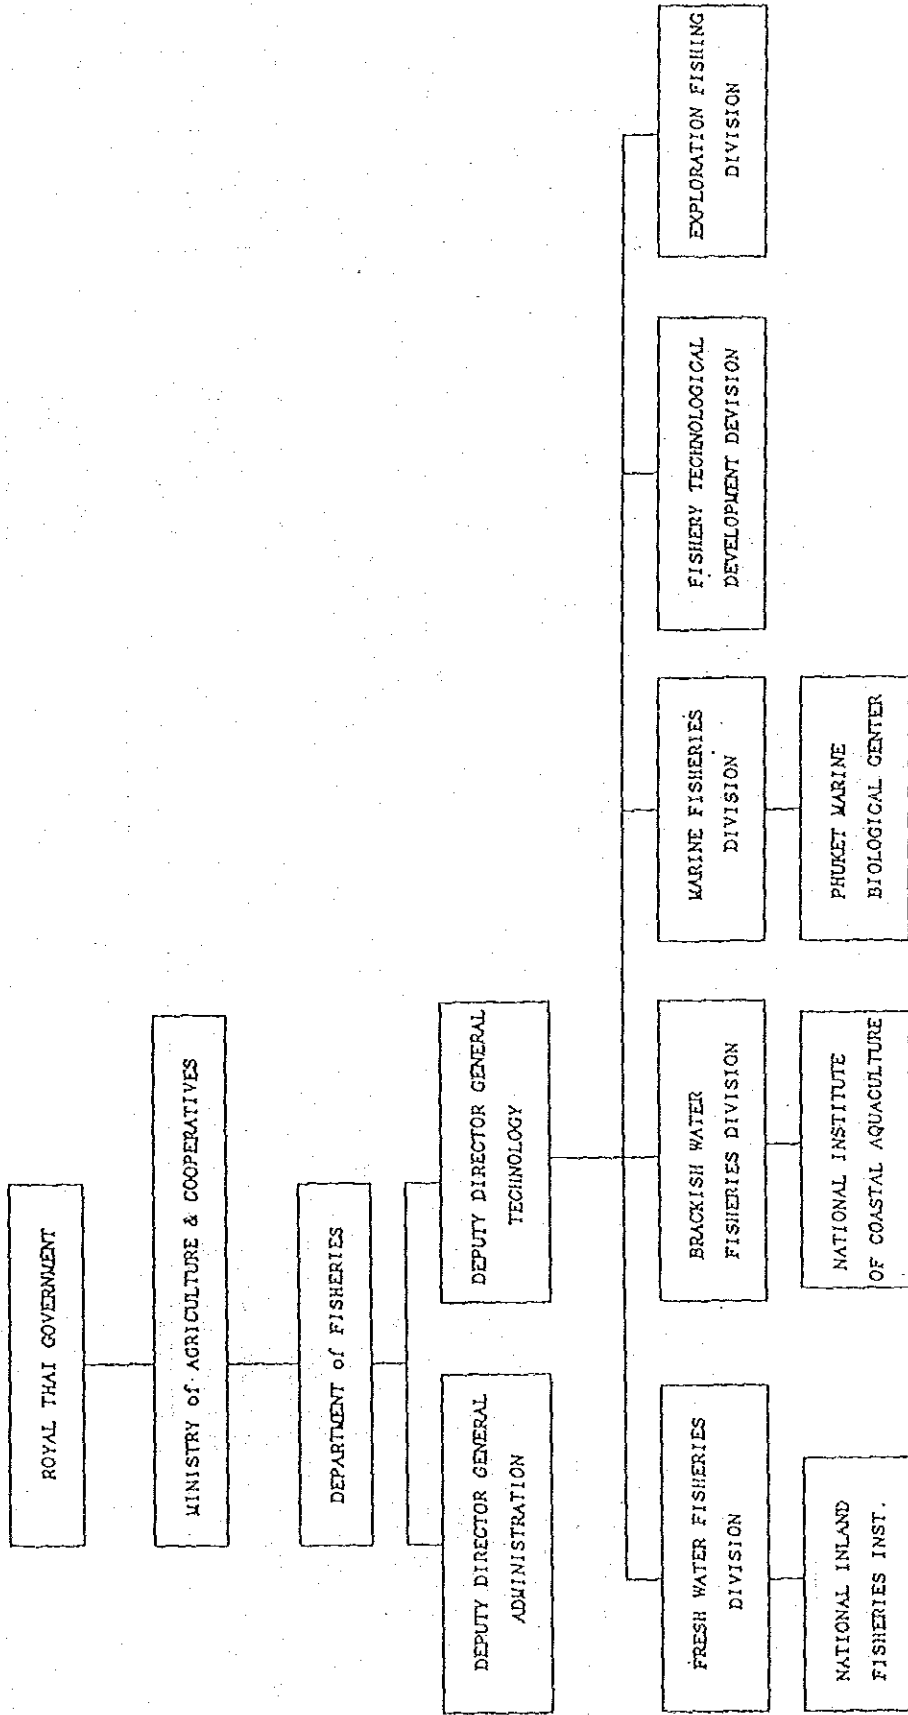 ROYAL THAI GOVERNMENT
MINISTRY of AGRICULTURE & COOPERATIVES
DEPARTMENT of FISHERIES
DEPUTY DIRECTOR GENERAL
ADMINISTRATION
DEPUTY DIRECTOR GENERAL
TECHNOLOGY
FRESH WATER FISHERIES
DIVISION
BRACKISH WATER
FISHERIES DIVISION
MARINE FISHERIES
DIVISION
FISHERY TECHNOLOGICAL
DEVELOPMENT DEVISION
EXPLORATION FISHING
DIVISION
NATIONAL INLAND
FISHERIES INST.
NATIONAL INSTITUTE
OF COASTAL AQUACULTURE
PHUKET MARINE
BIOLOGICAL CENTER